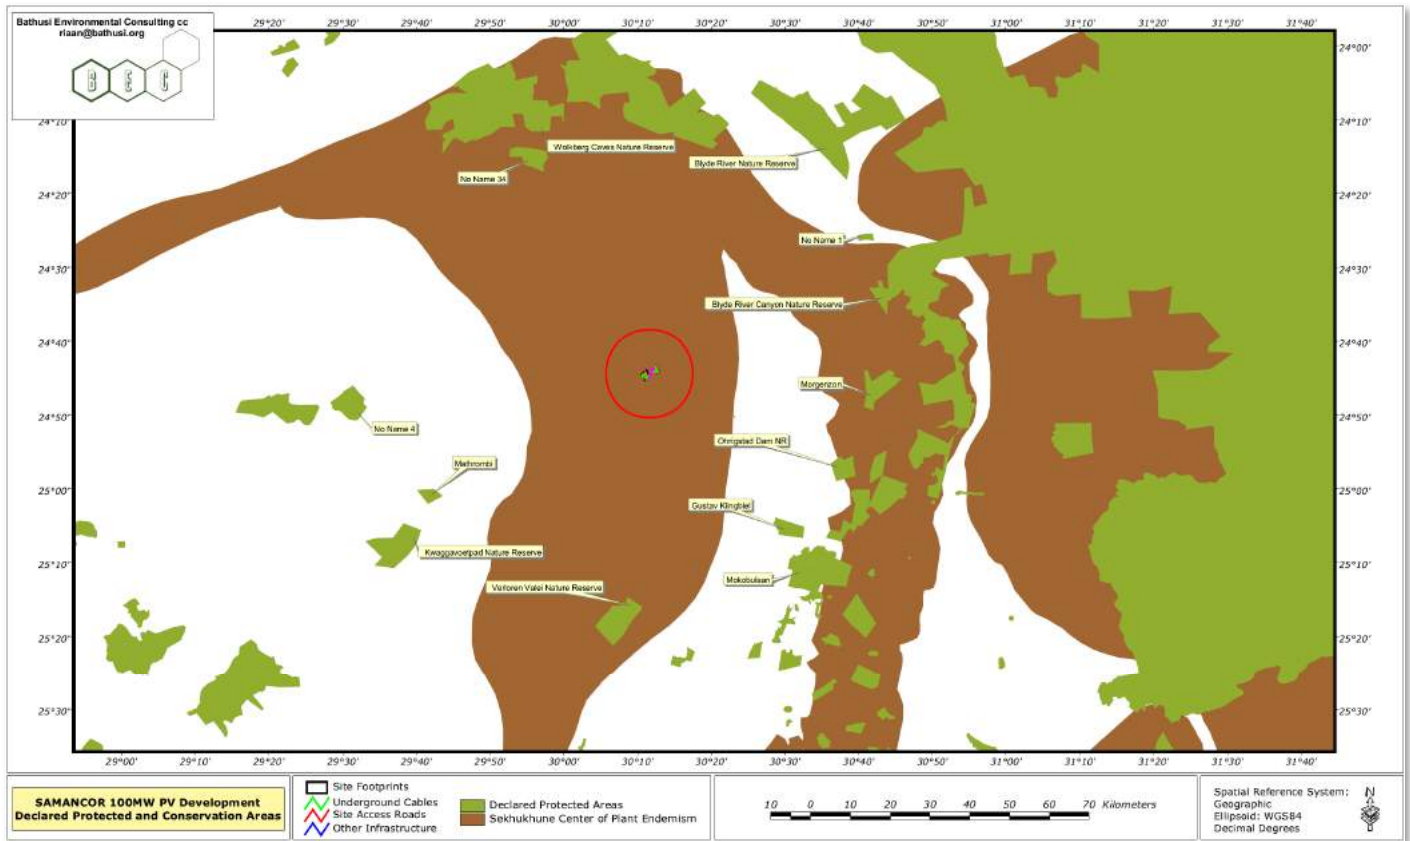 Bathusi Environmental Consulting cc
riaan@bathusi.org
B E C
29°20' 29°30' 29°40' 29°50' 30°00' 30°10' 30°20' 30°30' 30°40' 30°50' 31°00' 31°10' 31°20' 31°30' 31°40'
24°00'
24°10' 24°10'
Wolkberg Caves Nature Reserve
Blyde River Nature Reserve
No Name 34
24°20' 24°20'
No Name 1
24°30' 24°30'
Blyde River Canyon Nature Reserve
24°40' 24°40'
Morgenzon
24°50' 24°50'
No Name 4
Ohrigstad Dam NR
Mathrombi
25°00' 25°00'
Gustav Klingbiel
Kwaggavoetpad Nature Reserve
25°10' 25°10'
Mokobulaan
Verloren Valei Nature Reserve
25°20' 25°20'
25°30' 25°30'
29°00' 29°10' 29°20' 29°30' 29°40' 29°50' 30°00' 30°10' 30°20' 30°30' 30°40' 30°50' 31°00' 31°10' 31°20' 31°30' 31°40'
SAMANCOR 100MW PV Development
Declared Protected and Conservation Areas
Site Footprints
Underground Cables
Site Access Roads
Other Infrastructure
Declared Protected Areas
Sekhukhune Center of Plant Endemism
10 0 10 20 30 40 50 60 70 Kilometers
Spatial Reference System:
Geographic
Ellipsoid: WGS84
Decimal Degrees
N